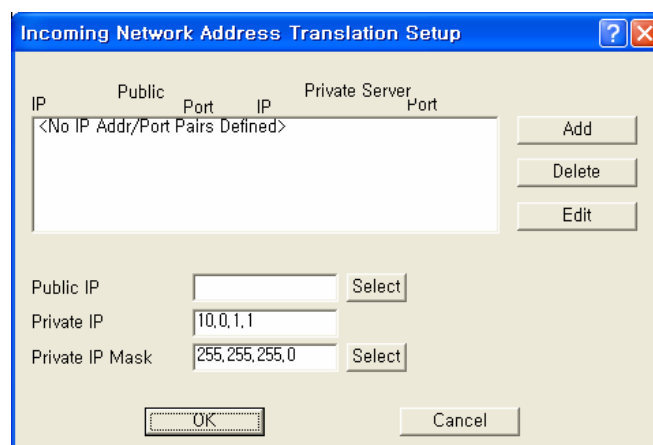 Incoming Network Address Translation Setup
Public Private Server
IP Port IP Port
<No IP Addr/Port Pairs Defined>
Add
Delete
Edit
Public IP Select
Private IP 10,0,1,1
Private IP Mask 255,255,255,0 Select
OK Cancel